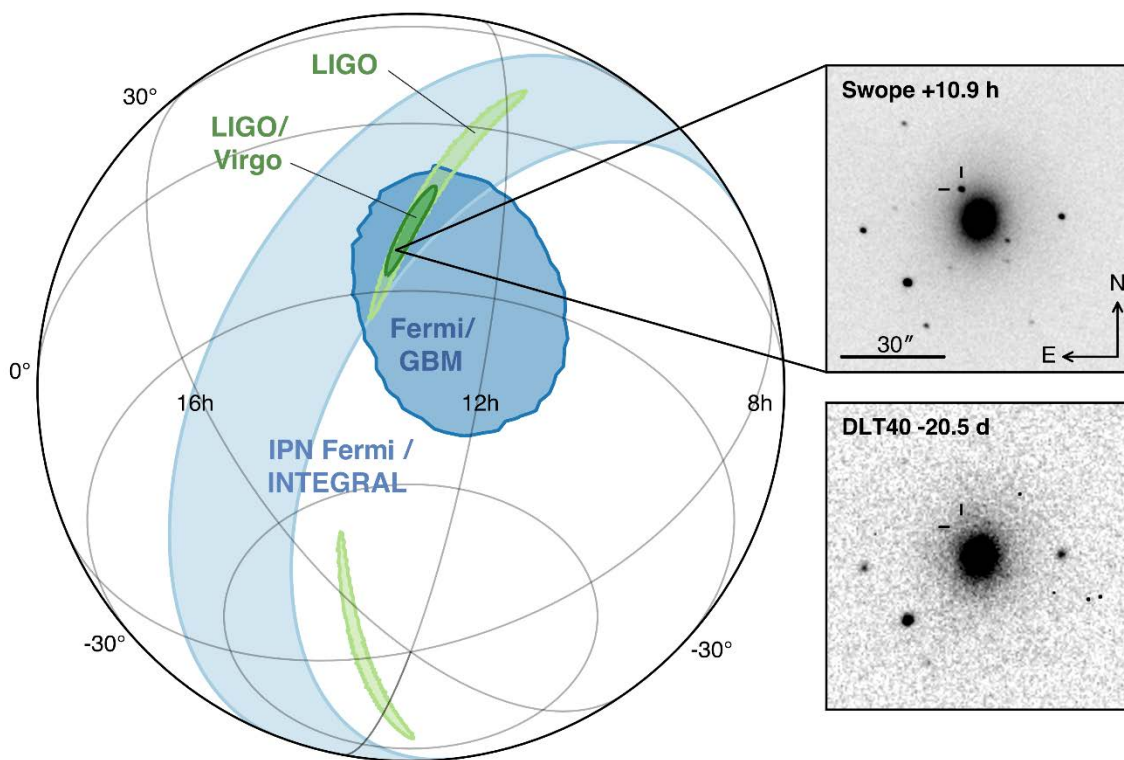 LIGO
LIGO/
Virgo
30°
0°
-30°
-30°
16h
12h
8h
Fermi/
GBM
IPN Fermi /
INTEGRAL
Swope +10.9 h
30″
N
E
DLT40 -20.5 d